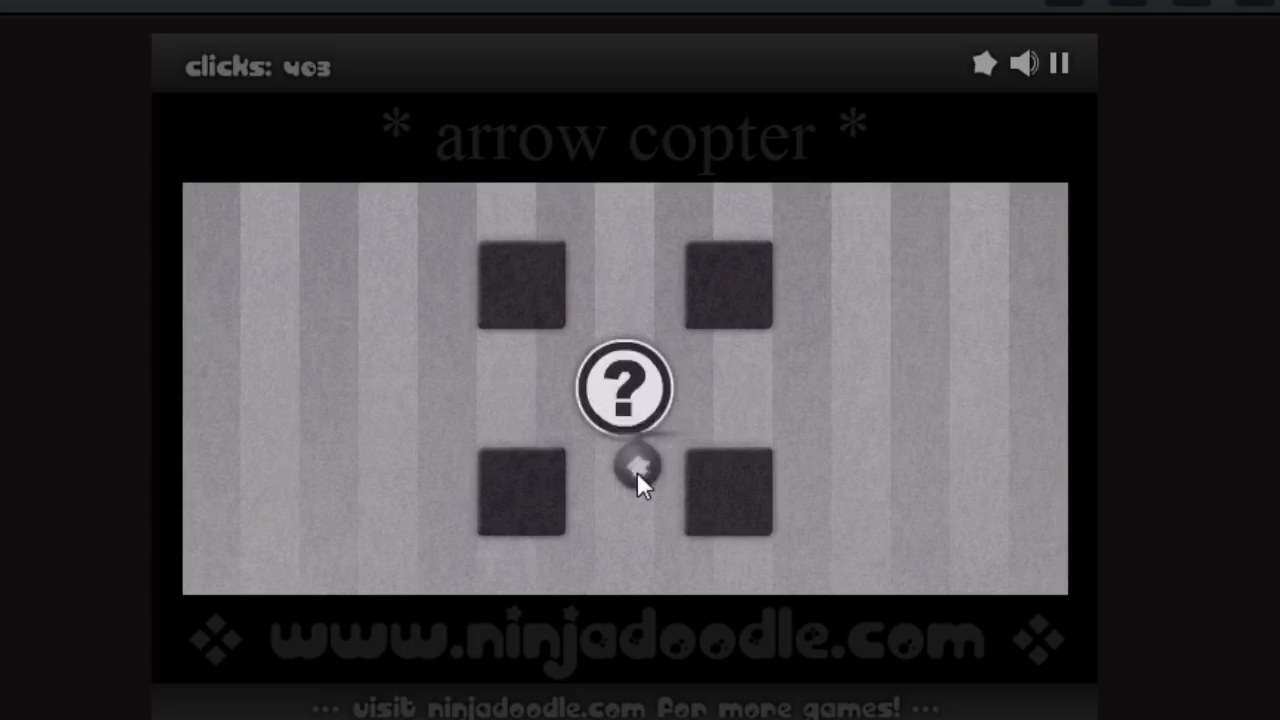 clicks: 403
* arrow copter *
?
www.ninjadoodle.com
... visit ninjadoodle.com for more games! ...